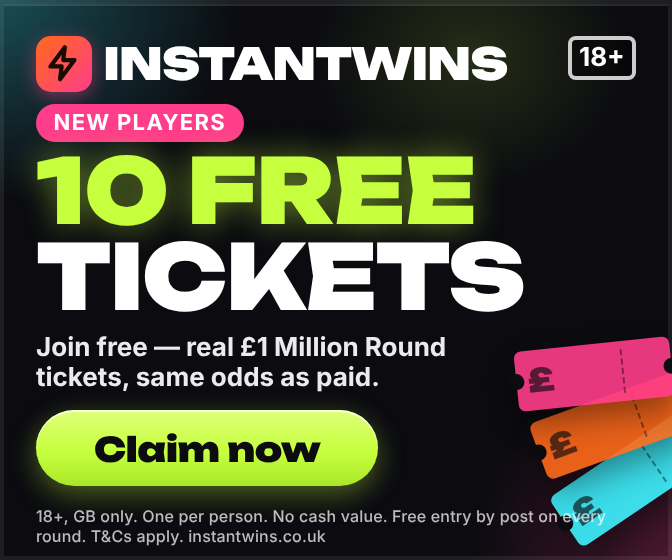 INSTANTWINS
18+
NEW PLAYERS
10 FREE
TICKETS
Join free — real £1 Million Round
tickets, same odds as paid.
£
£
£
Claim now
18+, GB only. One per person. No cash value. Free entry by post on every
round. T&Cs apply. instantwins.co.uk